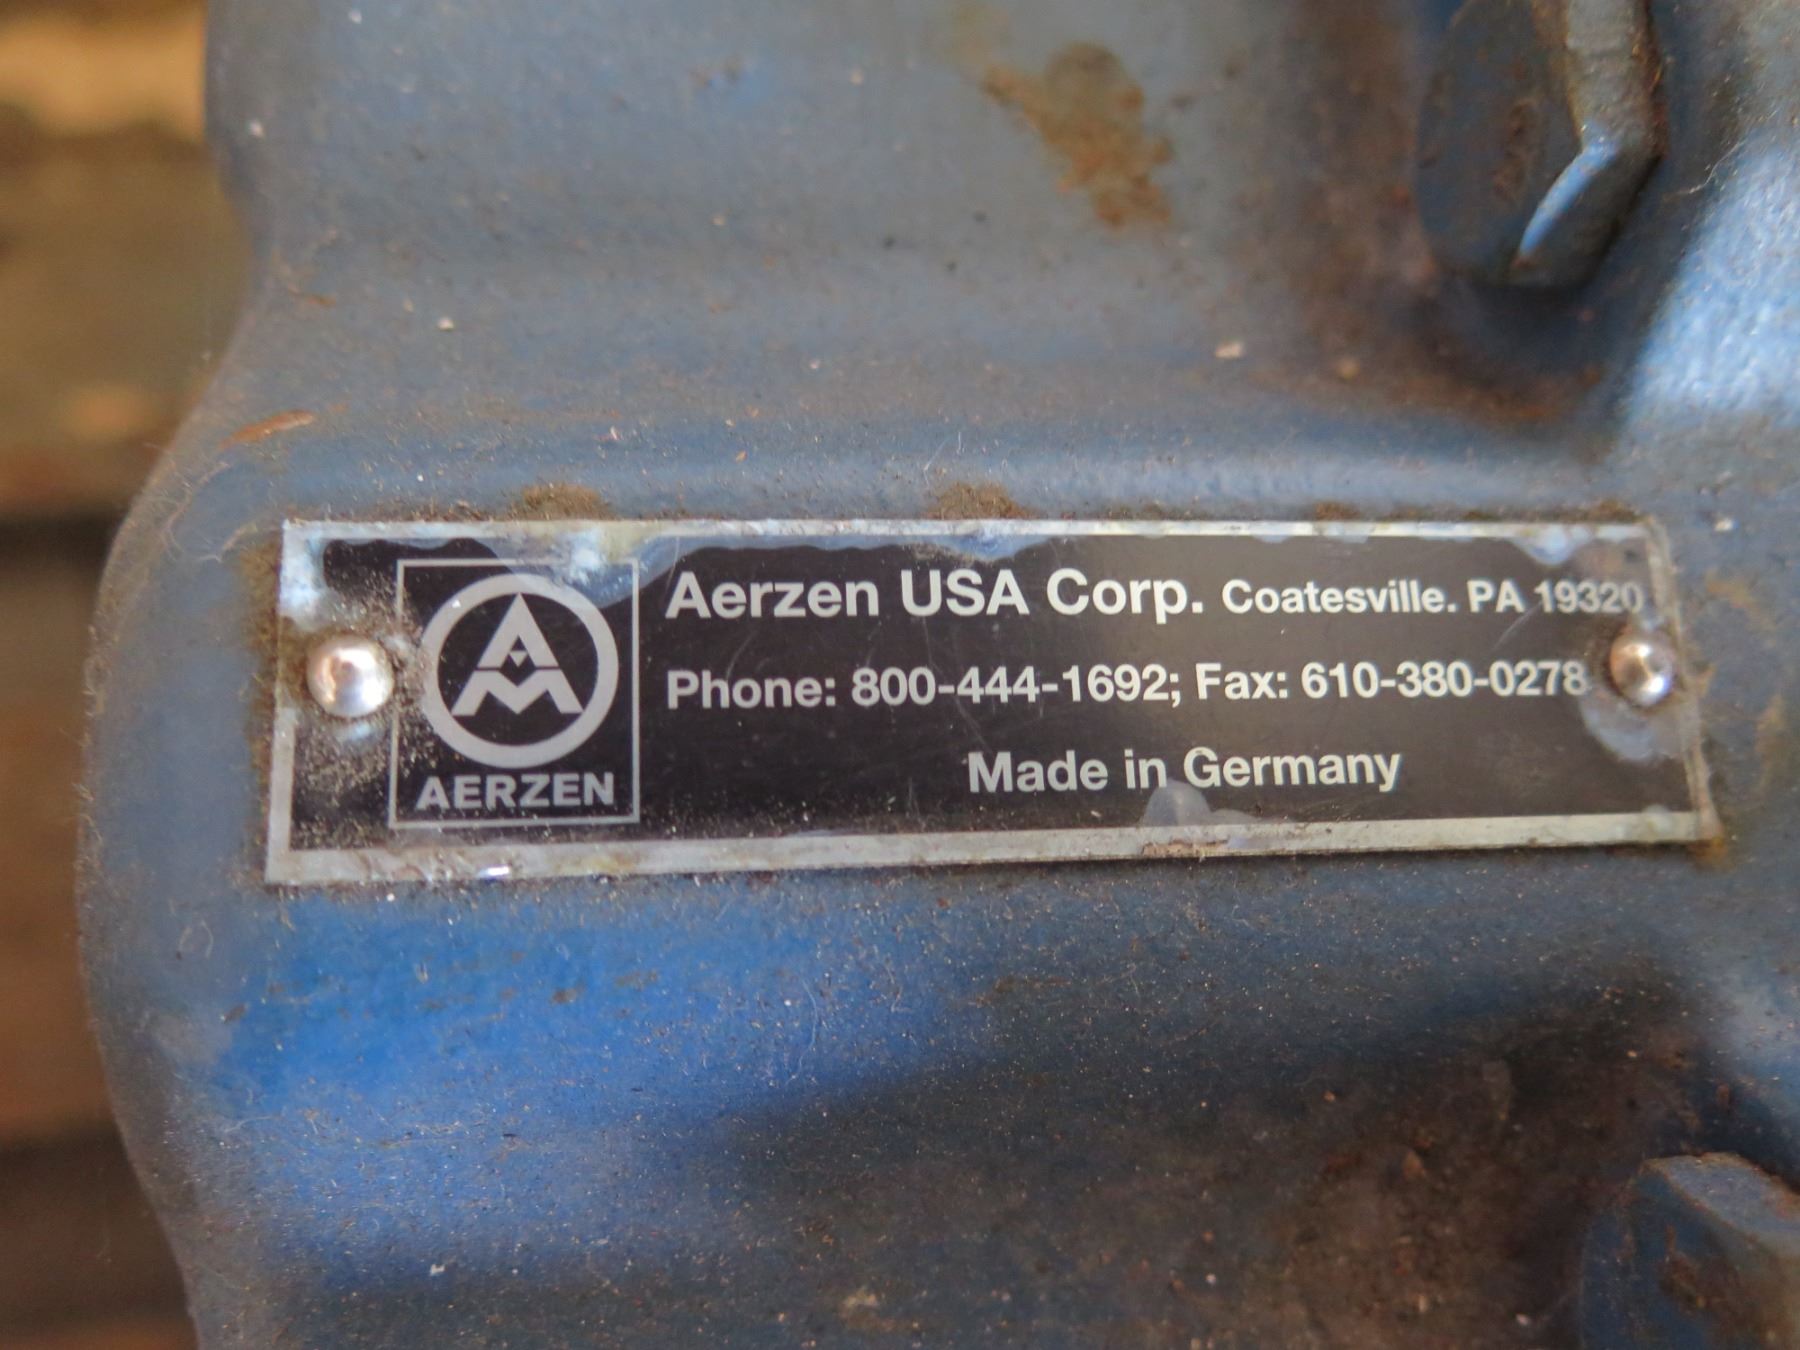 Aerzen USA Corp. Coatesville. PA 19320
Phone: 800-444-1692; Fax: 610-380-0278
Made in Germany
AERZEN